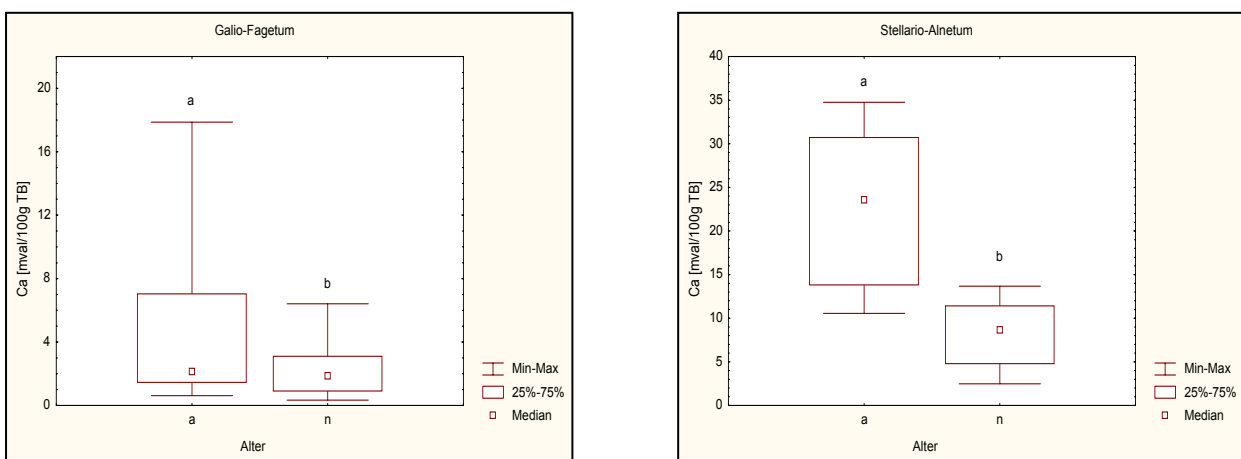 Galio-Fagetum
Ca [mval/100g TB]
20
16
12
8
4
0
a
b
a
n
Alter
Min-Max
25%-75%
Median
Stellario-Alnetum
Ca [mval/100g TB]
40
35
30
25
20
15
10
5
0
a
b
a
n
Alter
Min-Max
25%-75%
Median